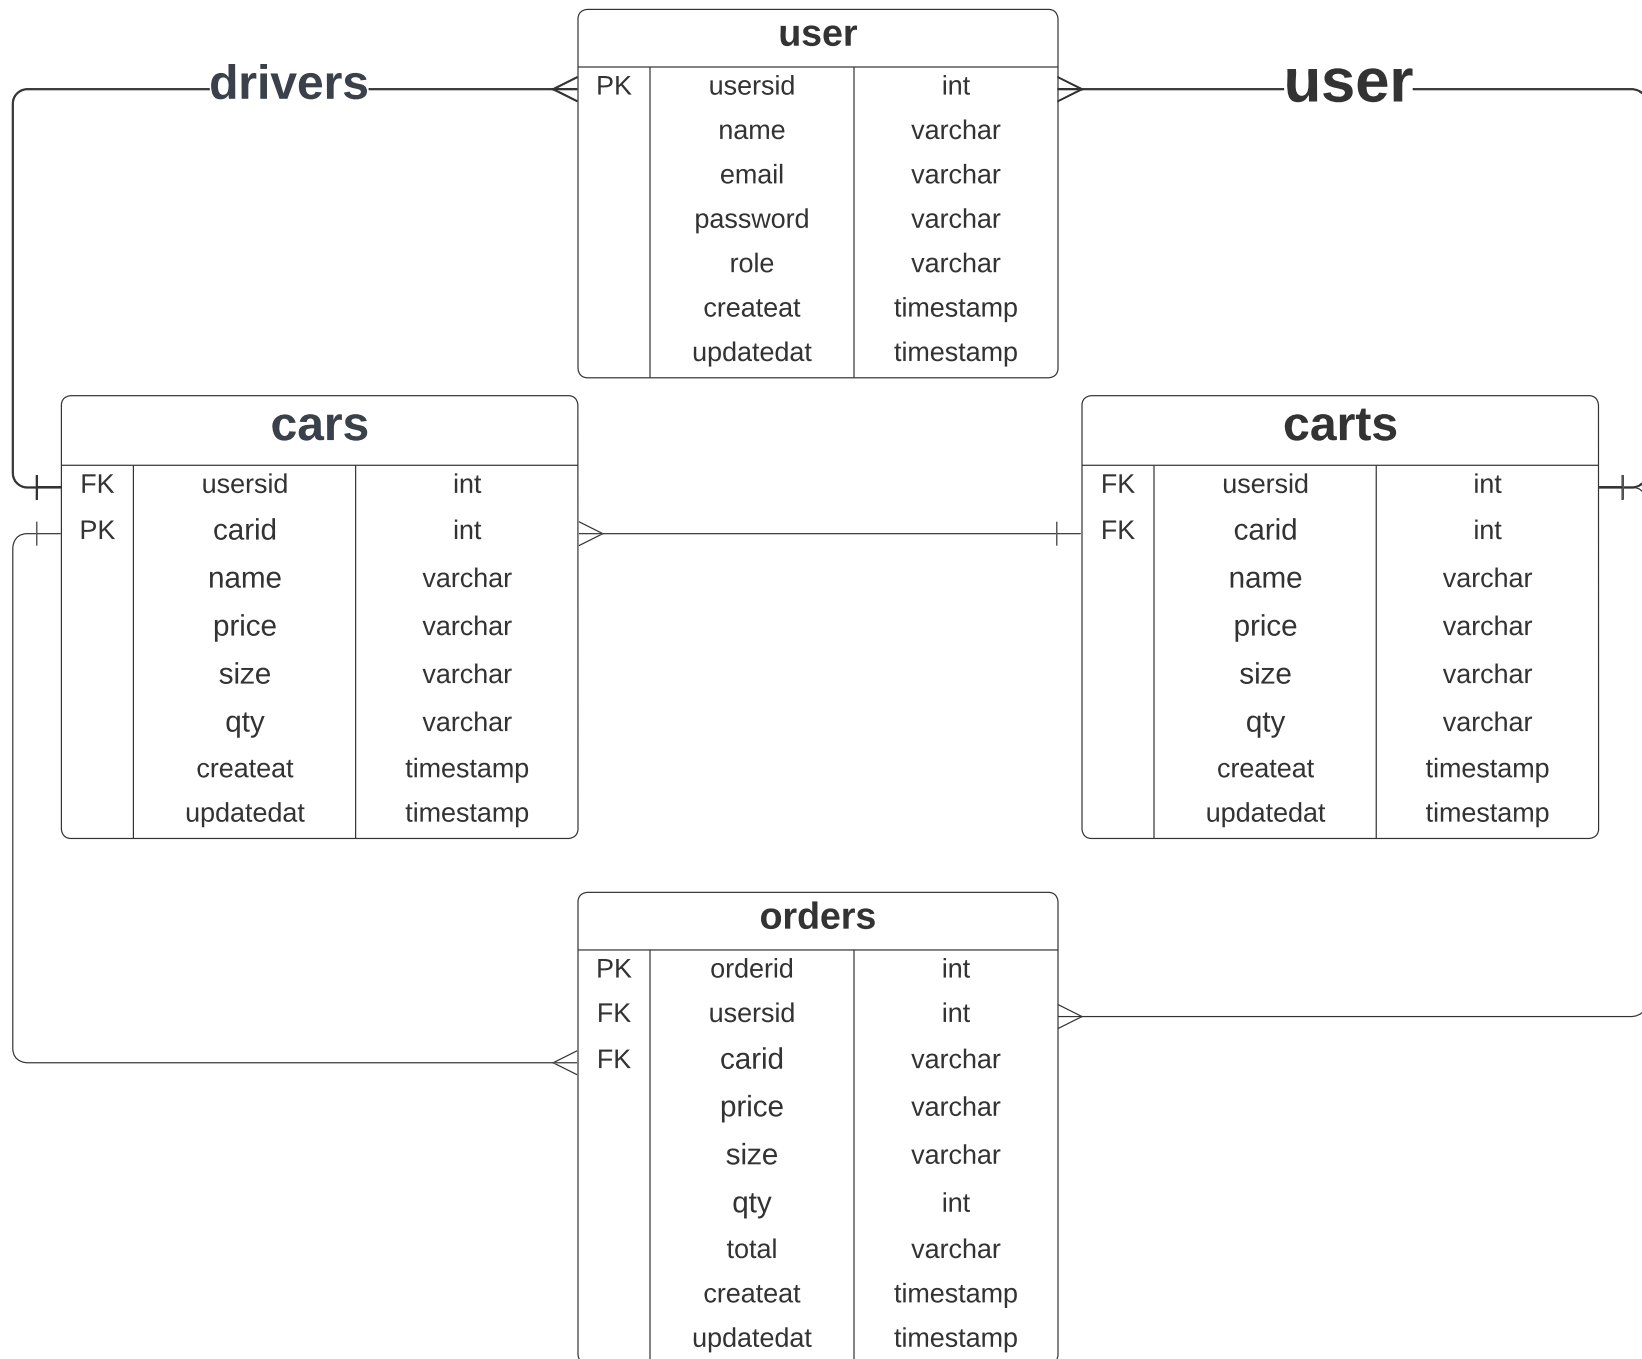 user
drivers
user
PK usersid int
name varchar
email varchar
password varchar
role varchar
createat timestamp
updatedat timestamp
cars
FK usersid int
PK carid int
name varchar
price varchar
size varchar
qty varchar
createat timestamp
updatedat timestamp
carts
FK usersid int
FK carid int
name varchar
price varchar
size varchar
qty varchar
createat timestamp
updatedat timestamp
orders
PK orderid int
FK usersid int
FK carid varchar
price varchar
size varchar
qty int
total varchar
createat timestamp
updatedat timestamp